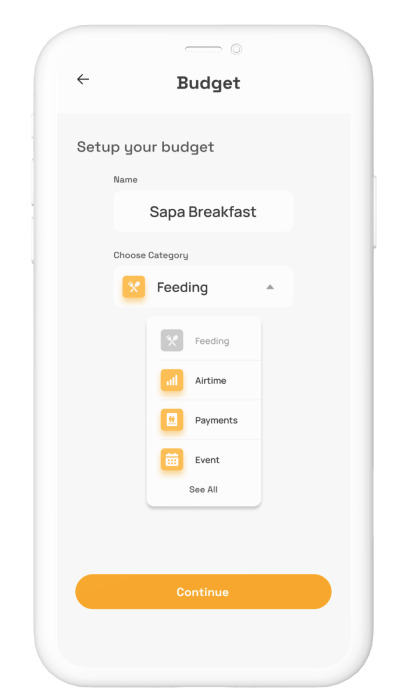 Budget
Setup your budget
Name
Sapa Breakfast
Choose Category
Feeding
Feeding
Airtime
Payments
Event
See All
Continue